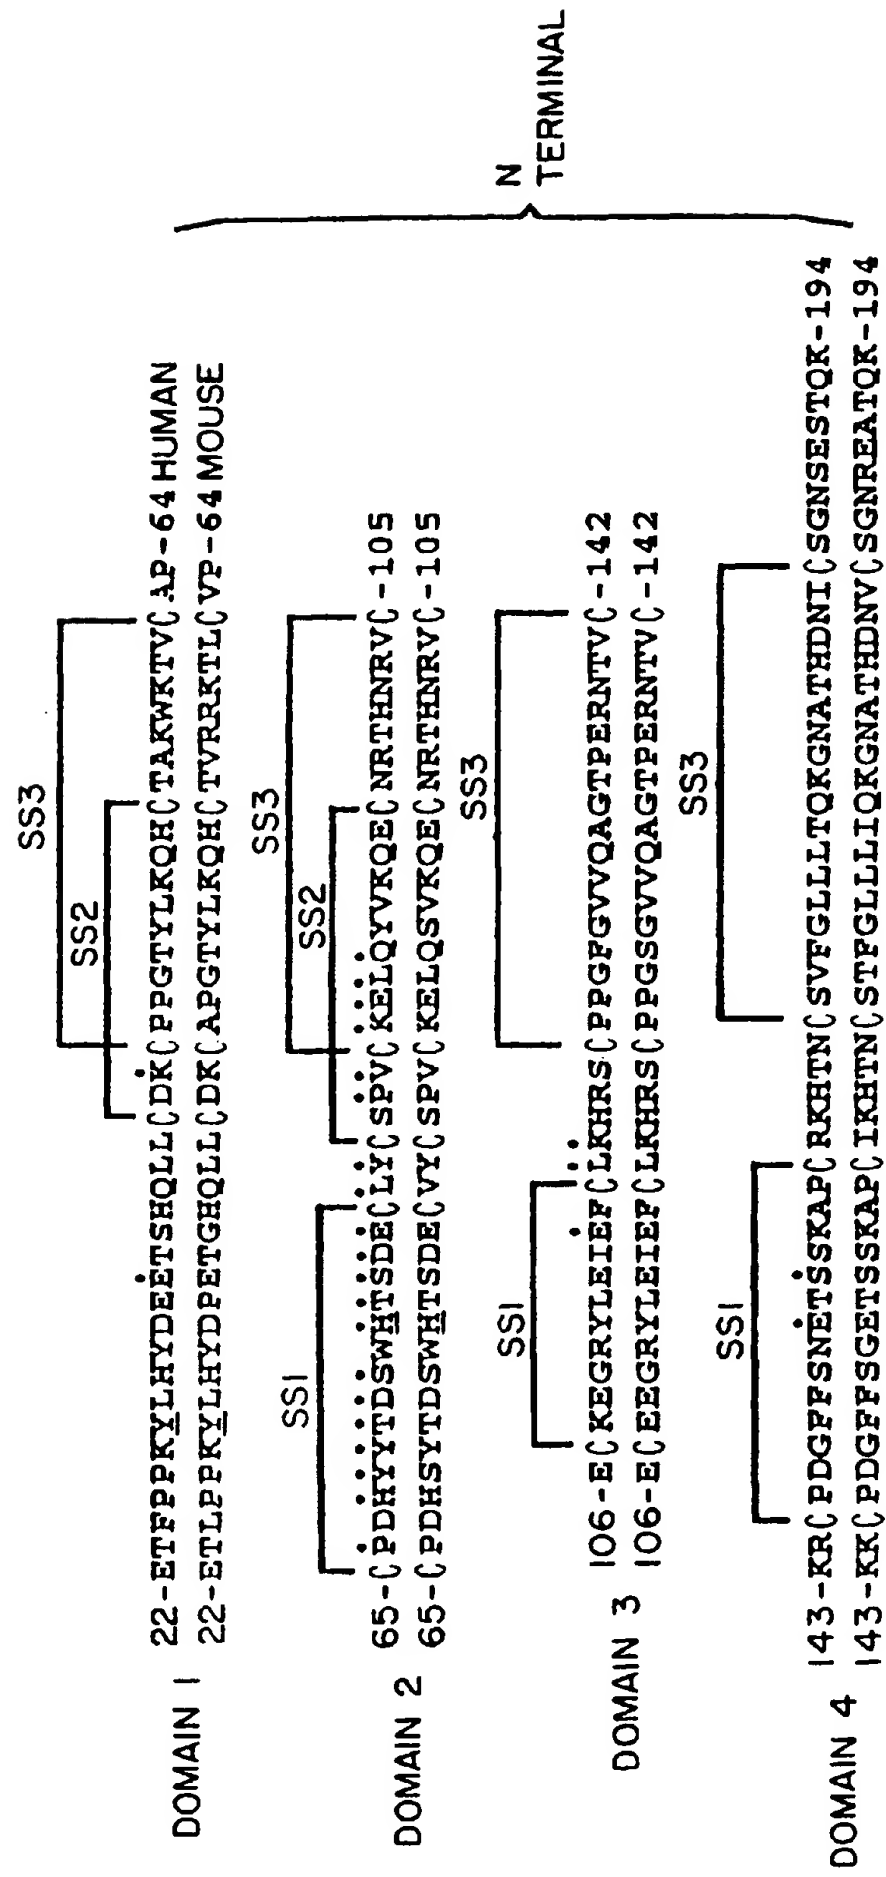 SS3
SS2
22-ETFPPKYLHYDEETSHQLLCDKCPPGTYLKQHCTAKWKTVCAP-64 HUMAN
DOMAIN 1
22-ETLPPKYLHYDPETGHQLLCDKCAPGTYLKQHCTVRRKTLCVP-64 MOUSE
SS3
SS1 SS2
65-CPDHYYTDSWHTSDECLYCSPVCKELQYVKQECNRTHNRVC-105
DOMAIN 2
65-CPDHSYTDSWHTSDECVYCSPVCKELQSVKQECNRTHNRVC-105
SS1 SS3
106-ECKEGRYLEIEFCLKHRSCPPGFGVVQAGTPERNTVC-142
DOMAIN 3
106-ECEEGRYLEIEFCLKHRSCPPGSGVVQAGTPERNTVC-142
SS1 SS3
143-KRCPDGFFSNETSSKAPCRKHTNCSVFGLLLTQKGNATHDNICSGNSESTQK-194
DOMAIN 4
143-KKCPDGFFSGETSSKAPCIKHTNCSTFGLLLIQKGNATHDNVCSGNREATQK-194
N
TERMINAL